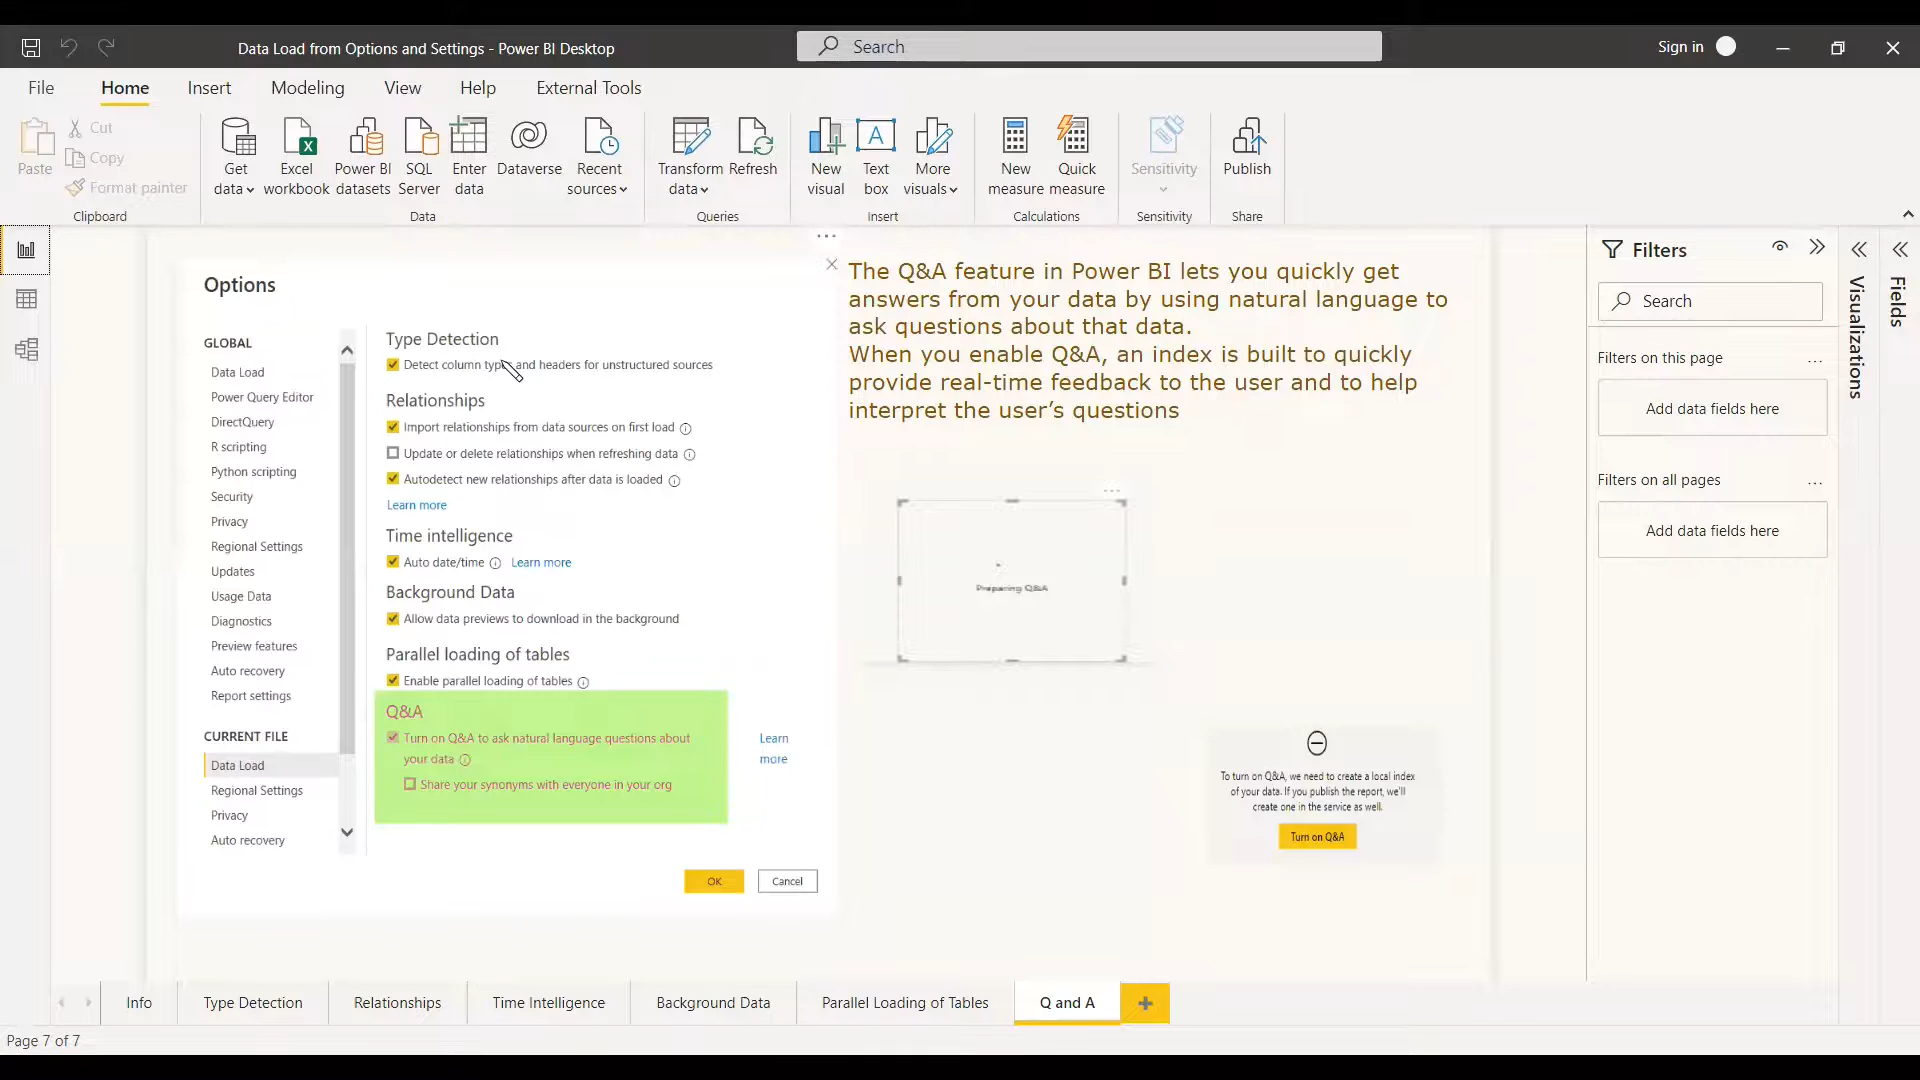 Data Load from Options and Settings - Power BI Desktop
Search
Sign in
File
Home
Insert
Modeling
View
Help
External Tools
Paste
Cut
Copy
Format painter
Clipboard
Get data
Excel workbook
Power BI datasets
SQL Server
Enter data
Dataverse
Recent sources
Data
Transform data
Refresh
Queries
New visual
Text box
More visuals
Insert
New measure
Quick measure
Calculations
Sensitivity
Sensitivity
Publish
Share
Options
GLOBAL
Data Load
Power Query Editor
DirectQuery
R scripting
Python scripting
Security
Privacy
Regional Settings
Updates
Usage Data
Diagnostics
Preview features
Auto recovery
Report settings
CURRENT FILE
Data Load
Regional Settings
Privacy
Auto recovery
Type Detection
Detect column types and headers for unstructured sources
Relationships
Import relationships from data sources on first load
Update or delete relationships when refreshing data
Autodetect new relationships after data is loaded
Learn more
Time intelligence
Auto date/time Learn more
Background Data
Allow data previews to download in the background
Parallel loading of tables
Enable parallel loading of tables
Q&A
Turn on Q&A to ask natural language questions about
your data
Share your synonyms with everyone in your org
Learn
more
OK
Cancel
The Q&A feature in Power BI lets you quickly get
answers from your data by using natural language to
ask questions about that data.
When you enable Q&A, an index is built to quickly
provide real-time feedback to the user and to help
interpret the user’s questions
Preparing Q&A
To turn on Q&A, we need to create a local index
of your data. If you publish the report, we'll
create one in the service as well.
Turn on Q&A
Filters
Search
Filters on this page
Add data fields here
Filters on all pages
Add data fields here
Visualizations
Fields
Info
Type Detection
Relationships
Time Intelligence
Background Data
Parallel Loading of Tables
Q and A
Page 7 of 7